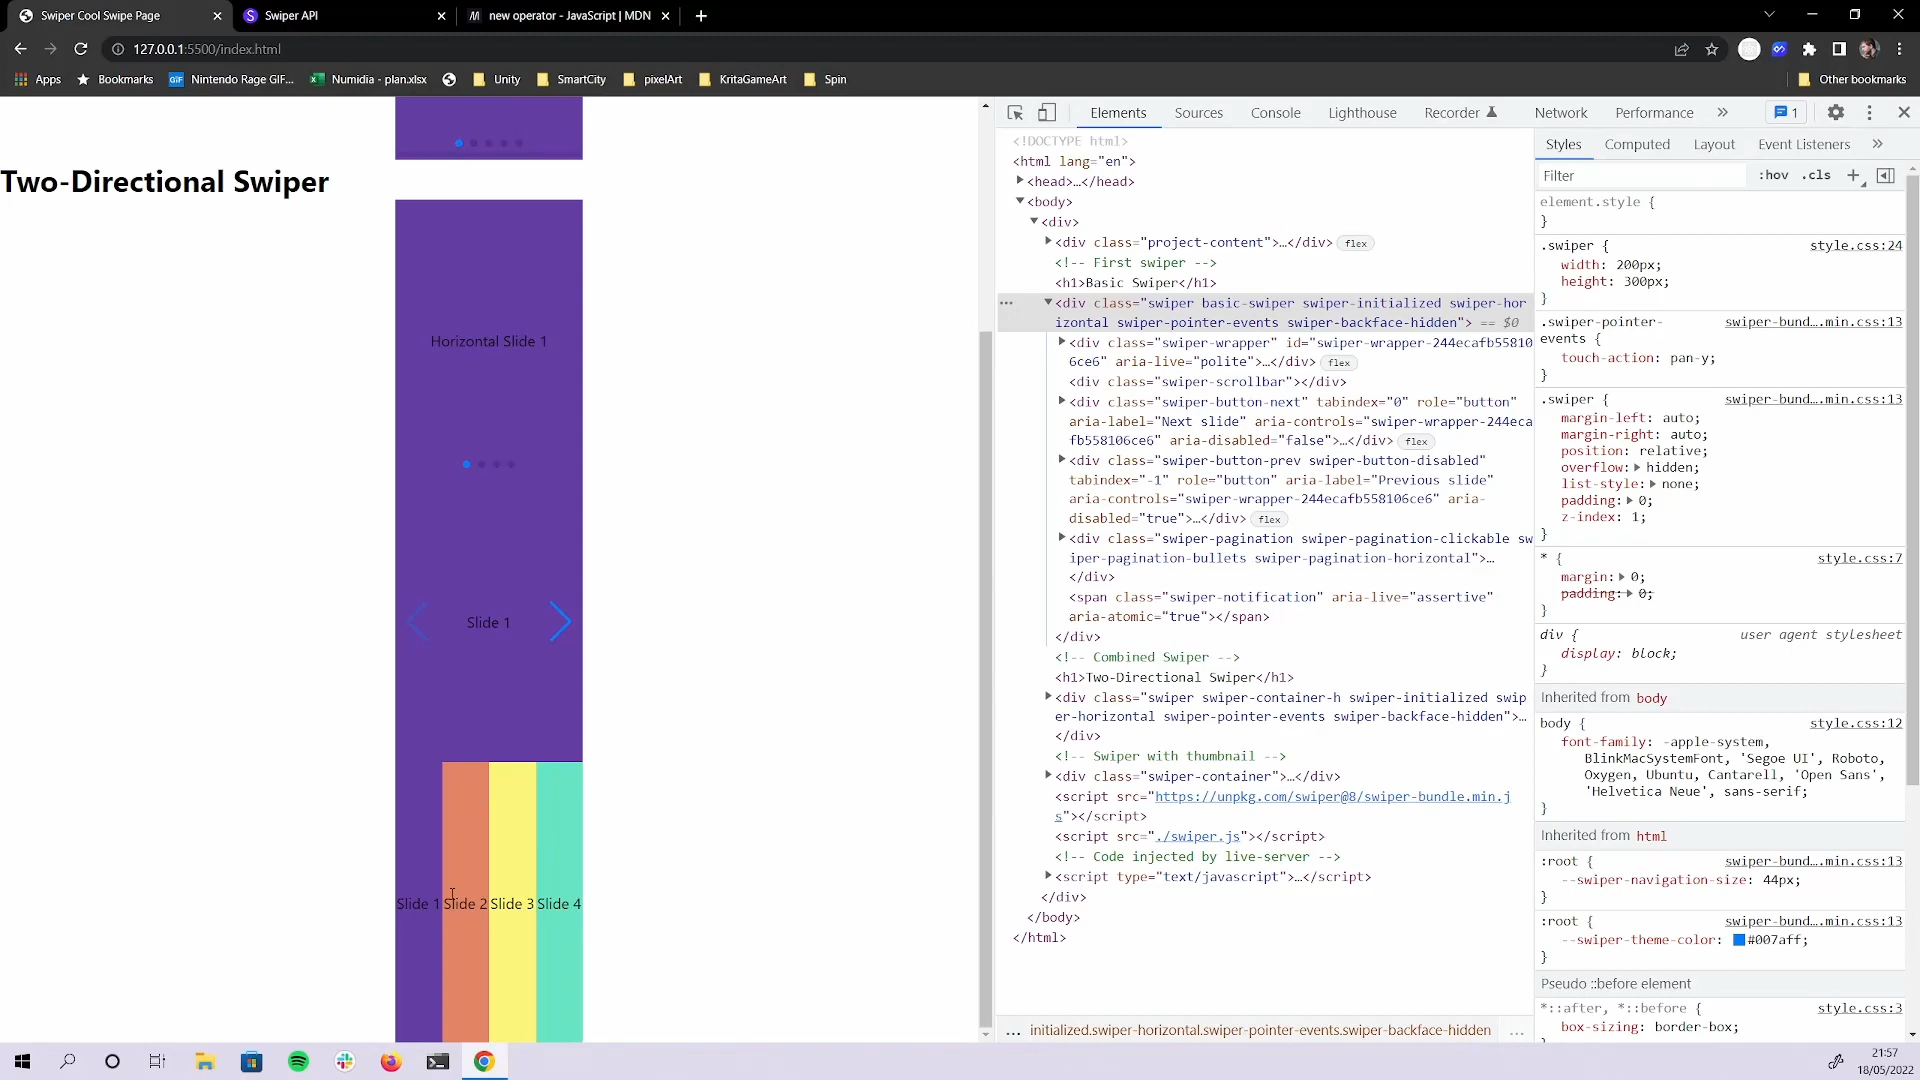 Swiper Cool Swipe Page
Swiper API
new operator - JavaScript | MDN
127.0.0.1:5500/index.html
Apps
Bookmarks
GIF
Nintendo Rage GIF...
Numidia - plan.xlsx
Unity
SmartCity
pixelArt
KritaGameArt
Spin
Other bookmarks
Two-Directional Swiper
Horizontal Slide 1
Slide 1
Slide 1
Slide 2
Slide 3
Slide 4
Elements
Sources
Console
Lighthouse
Recorder
Network
Performance
1
<!DOCTYPE html>
<html lang="en">
<head>…</head>
<body>
<div>
<div class="project-content">…</div> flex
<!-- First swiper -->
<h1>Basic Swiper</h1>
<div class="swiper basic-swiper swiper-initialized swiper-hor
izontal swiper-pointer-events swiper-backface-hidden"> == $0
<div class="swiper-wrapper" id="swiper-wrapper-244ecafb55810
6ce6" aria-live="polite">…</div> flex
<div class="swiper-scrollbar"></div>
<div class="swiper-button-next" tabindex="0" role="button"
aria-label="Next slide" aria-controls="swiper-wrapper-244eca
fb558106ce6" aria-disabled="false">…</div> flex
<div class="swiper-button-prev swiper-button-disabled"
tabindex="-1" role="button" aria-label="Previous slide"
aria-controls="swiper-wrapper-244ecafb558106ce6" aria-
disabled="true">…</div> flex
<div class="swiper-pagination swiper-pagination-clickable sw
iper-pagination-bullets swiper-pagination-horizontal">…
</div>
<span class="swiper-notification" aria-live="assertive"
aria-atomic="true"></span>
</div>
<!-- Combined Swiper -->
<h1>Two-Directional Swiper</h1>
<div class="swiper swiper-container-h swiper-initialized swip
er-horizontal swiper-pointer-events swiper-backface-hidden">…
</div>
<!-- Swiper with thumbnail -->
<div class="swiper-container">…</div>
<script src="https://unpkg.com/swiper@8/swiper-bundle.min.j
s"></script>
<script src="./swiper.js"></script>
<!-- Code injected by live-server -->
<script type="text/javascript">…</script>
</div>
</body>
</html>
… initialized.swiper-horizontal.swiper-pointer-events.swiper-backface-hidden …
Styles
Computed
Layout
Event Listeners
Filter
:hov .cls
element.style {
}
.swiper { style.css:24
width: 200px;
height: 300px;
}
.swiper-pointer- swiper-bund….min.css:13
events {
touch-action: pan-y;
}
.swiper { swiper-bund….min.css:13
margin-left: auto;
margin-right: auto;
position: relative;
overflow: hidden;
list-style: none;
padding: 0;
z-index: 1;
}
* { style.css:7
margin: 0;
padding: 0;
}
div { user agent stylesheet
display: block;
}
Inherited from body
body { style.css:12
font-family: -apple-system,
BlinkMacSystemFont, 'Segoe UI', Roboto,
Oxygen, Ubuntu, Cantarell, 'Open Sans',
'Helvetica Neue', sans-serif;
}
Inherited from html
:root { swiper-bund….min.css:13
--swiper-navigation-size: 44px;
}
:root { swiper-bund….min.css:13
--swiper-theme-color: #007aff;
}
Pseudo ::before element
*::after, *::before { style.css:3
box-sizing: border-box;
21:57
18/05/2022